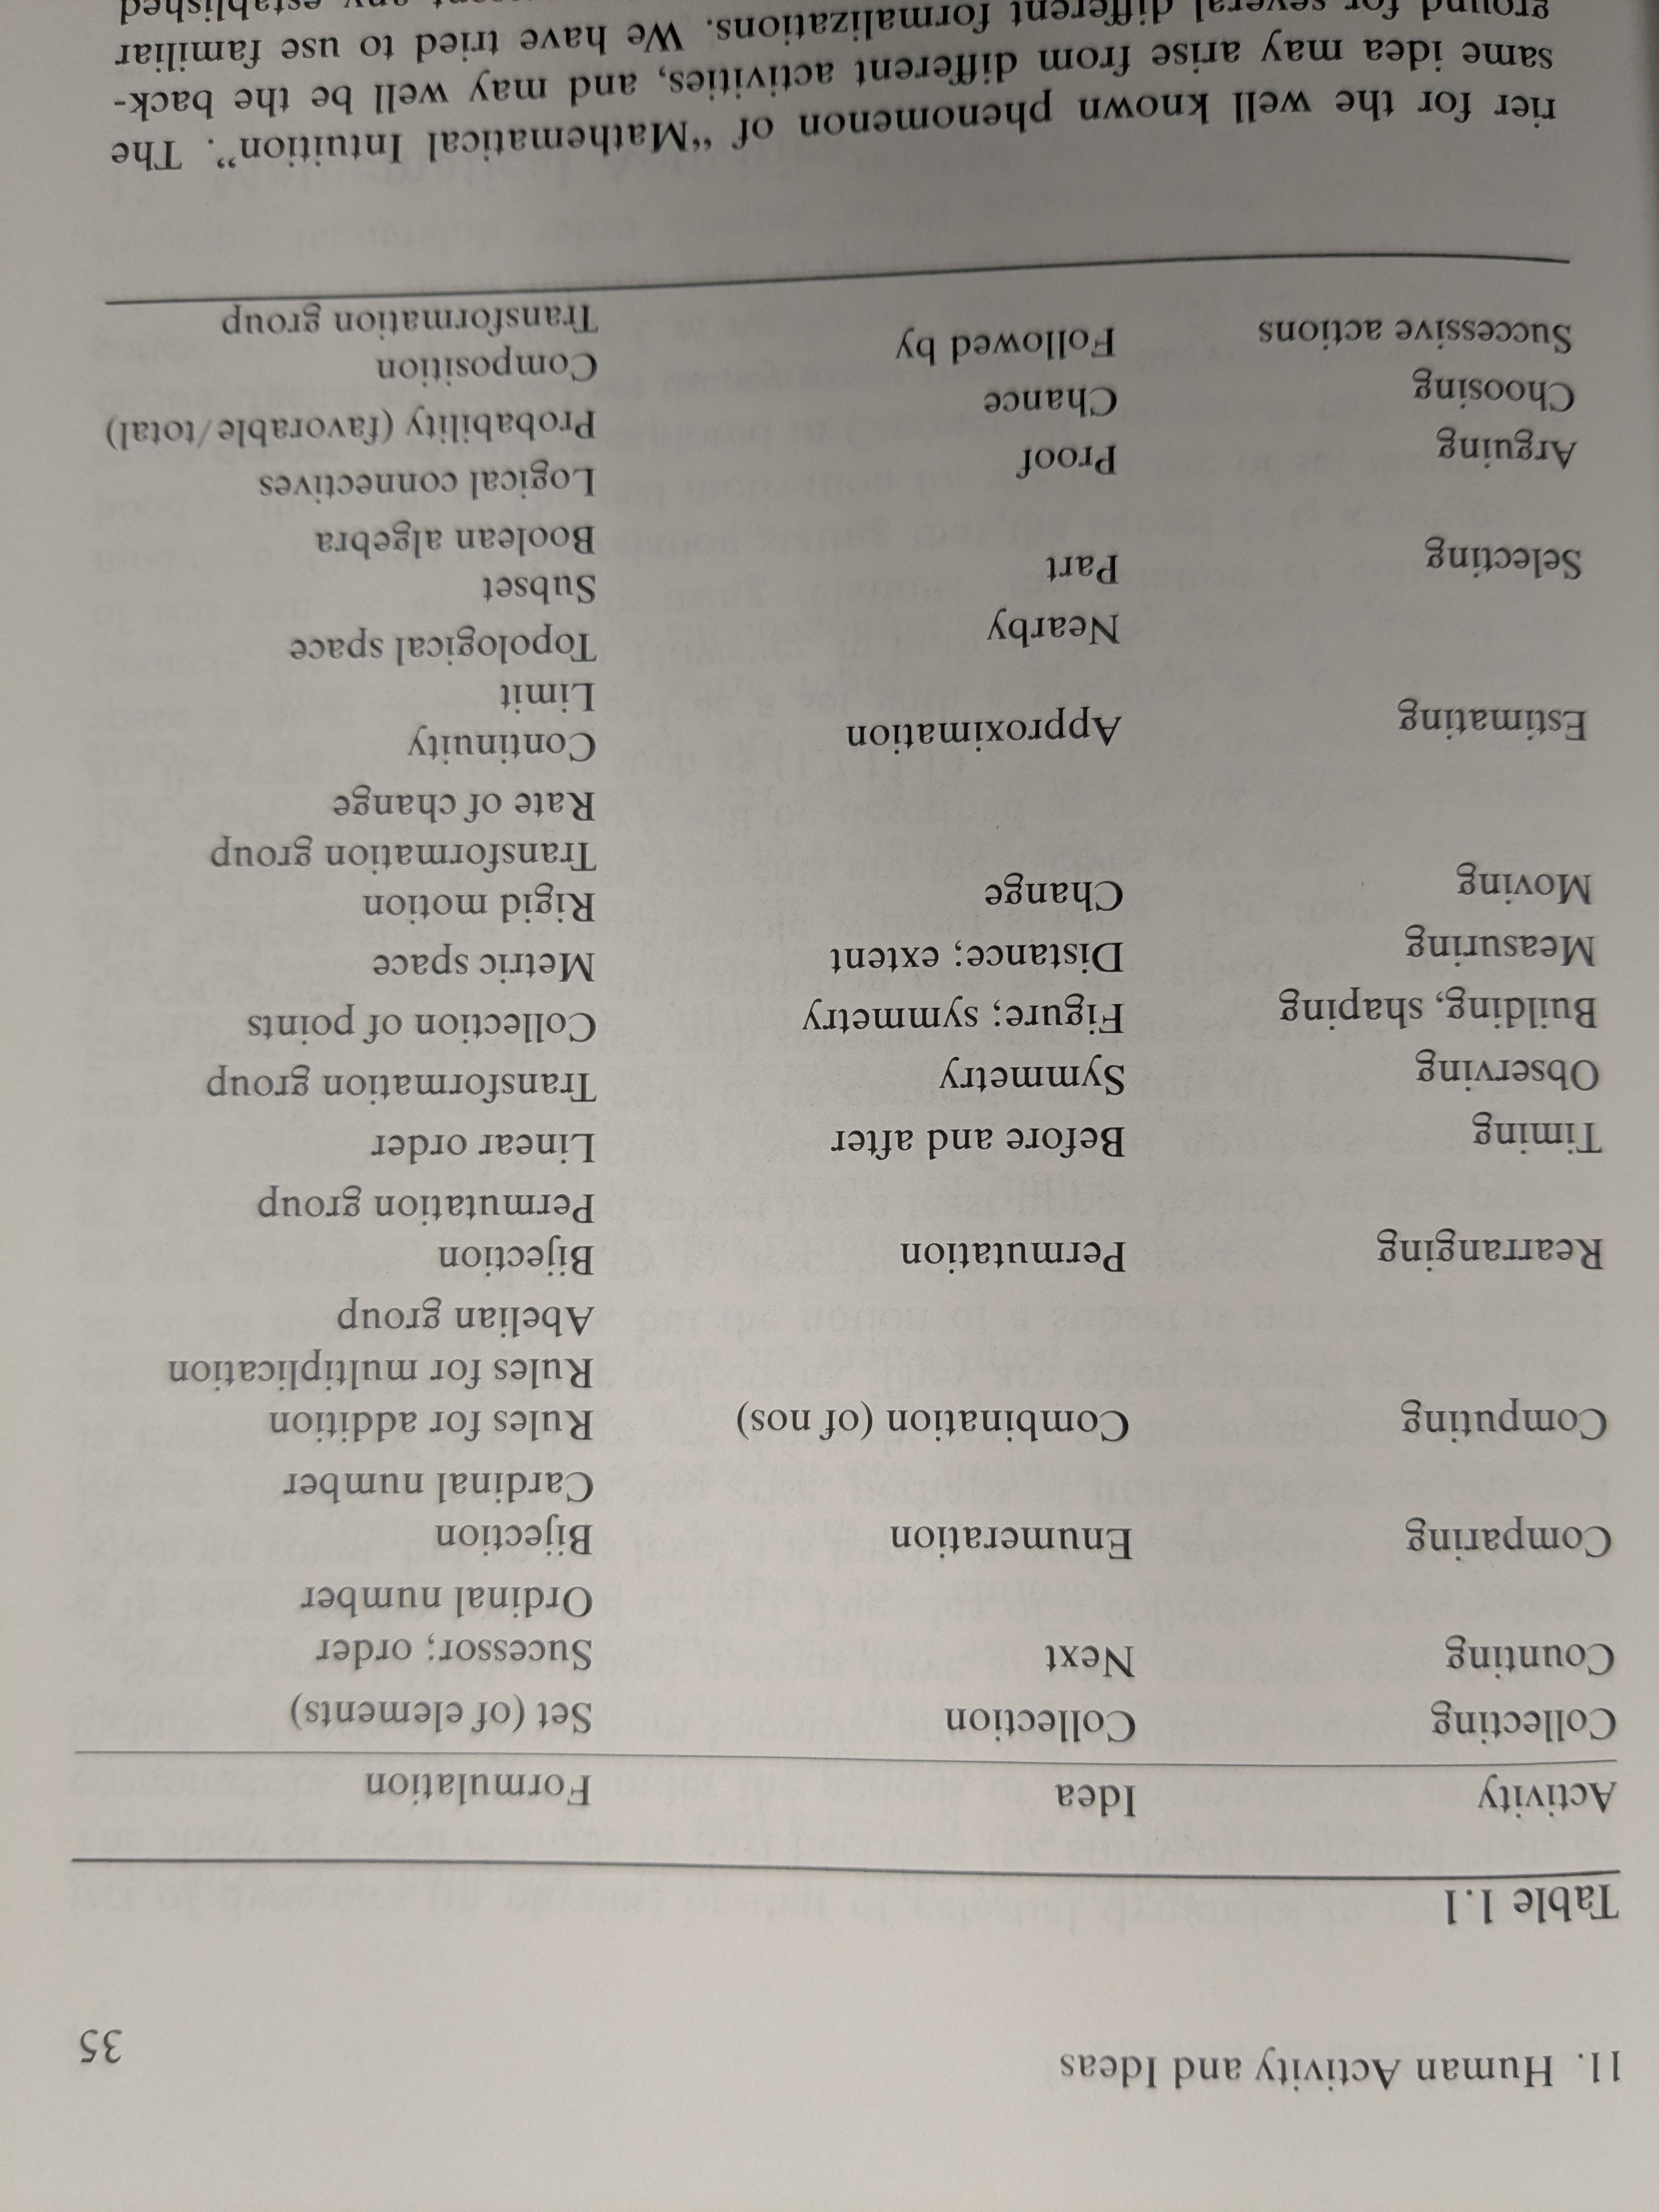 11. Human Activity and Ideas 35
Table 1.1
Activity Idea Formulation
Collecting Collection Set (of elements)
Counting Next Sucessor; order
Ordinal number
Comparing Enumeration Bijection
Cardinal number
Computing Combination (of nos) Rules for addition
Rules for multiplication
Abelian group
Rearranging Permutation Bijection
Permutation group
Timing Before and after Linear order
Observing Symmetry Transformation group
Building, shaping Figure; symmetry Collection of points
Measuring Distance; extent Metric space
Moving Change Rigid motion
Transformation group
Rate of change
Estimating Approximation Continuity
Limit
Nearby Topological space
Selecting Part Subset
Boolean algebra
Arguing Proof Logical connectives
Choosing Chance Probability (favorable/total)
Successive actions Followed by Composition
Transformation group
rier for the well known phenomenon of “Mathematical Intuition”. The
same idea may arise from different activities, and may well be the back-
ground for several different formalizations. We have tried to use familiar
any established